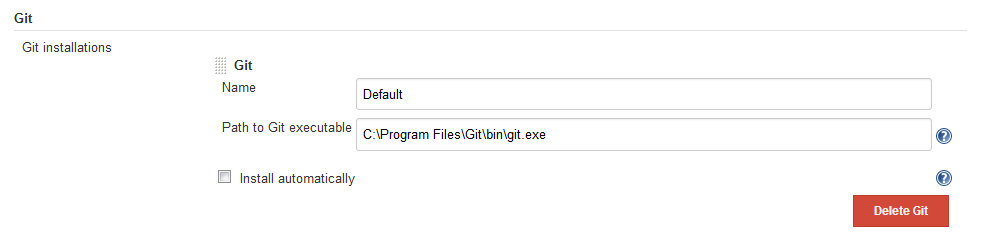 Git
Git installations
Git
Name
Default
Path to Git executable
C:\Program Files\Git\bin\git.exe
?
Install automatically
?
Delete Git